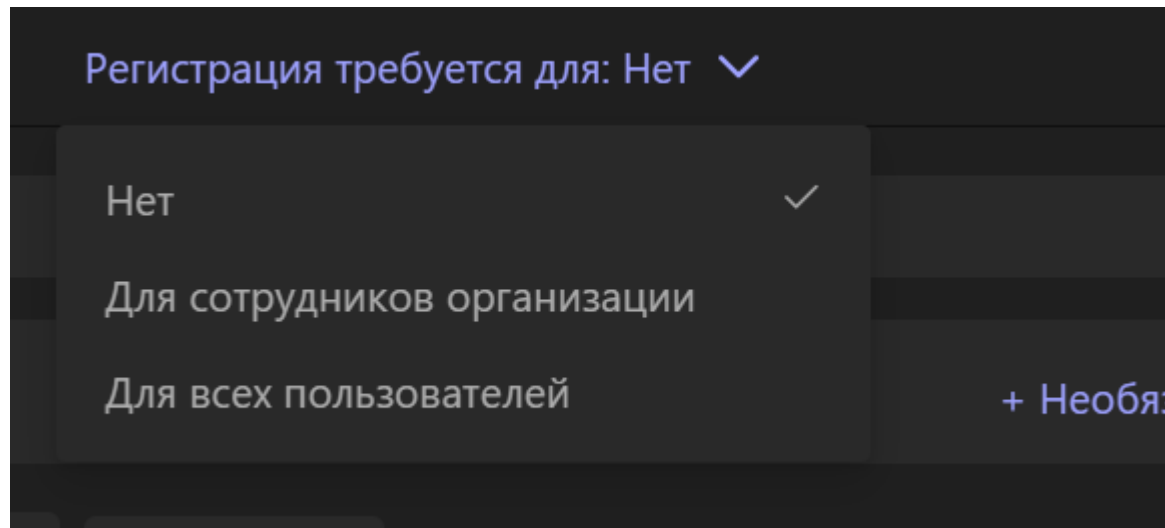 Регистрация требуется для: Нет
Нет
Для сотрудников организации
Для всех пользователей